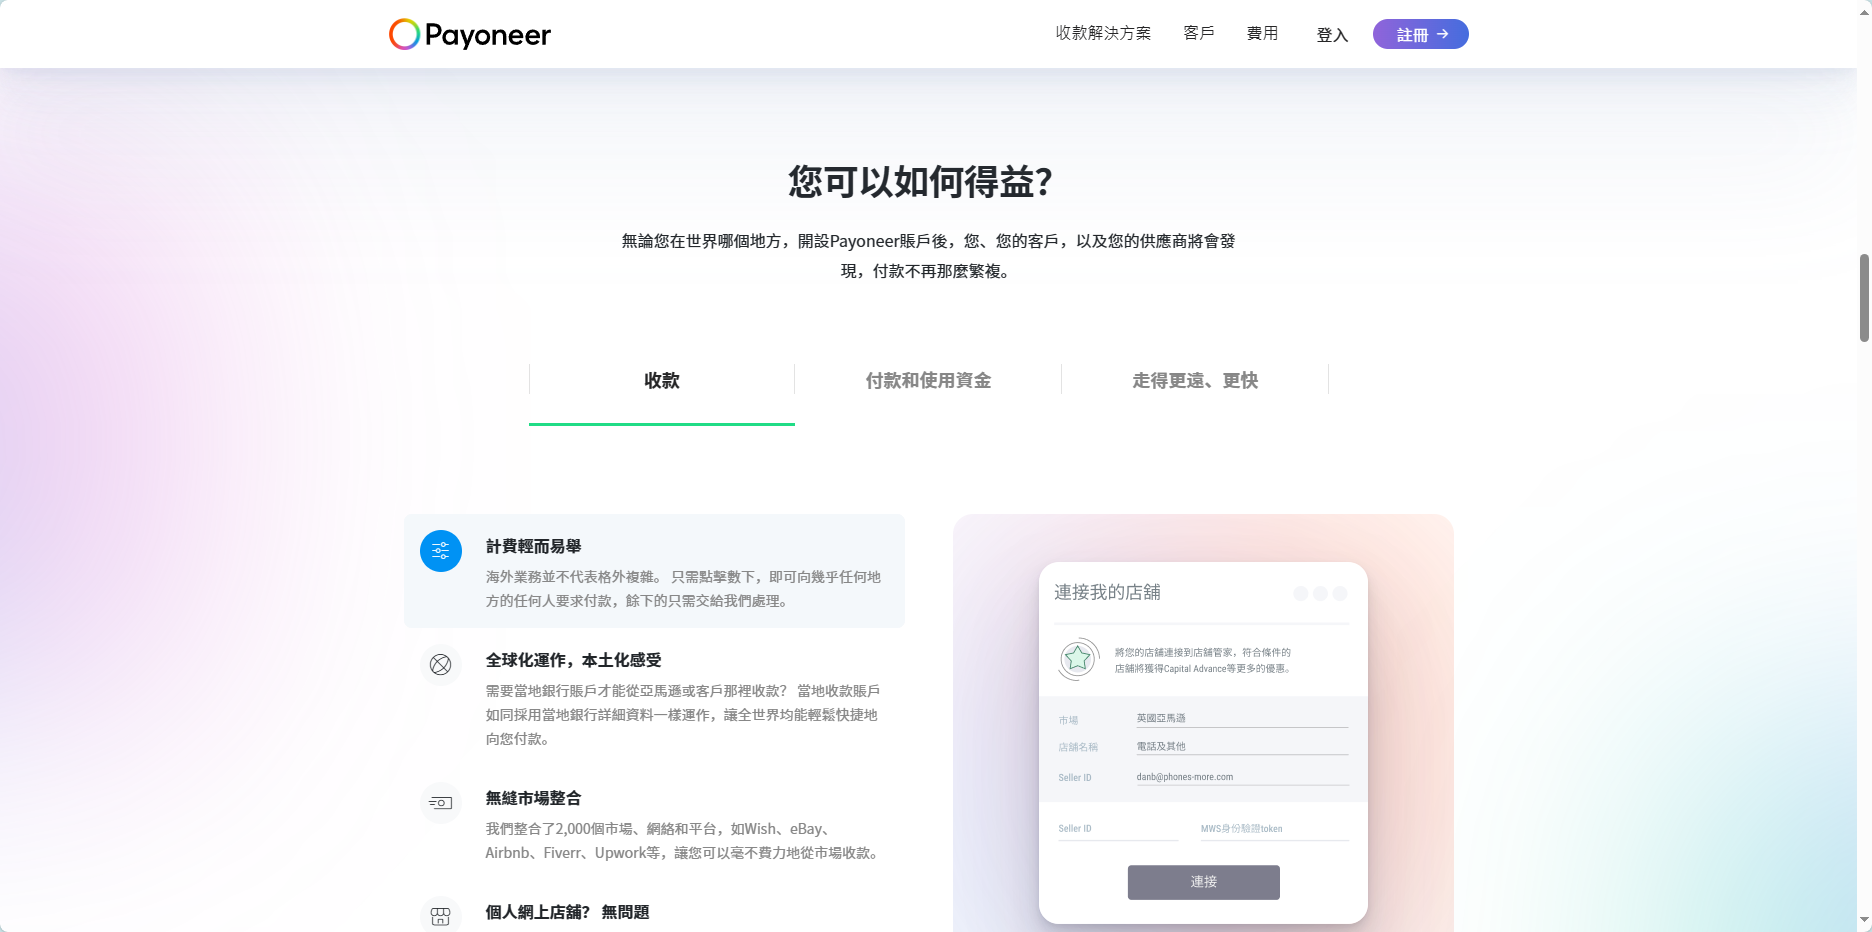 Payoneer
收款解決方案
客戶
費用
登入
註冊 →
您可以如何得益？
無論您在世界哪個地方，開設Payoneer賬戶後，您、您的客戶，以及您的供應商將會發
現，付款不再那麼繁複。
收款
付款和使用資金
走得更遠、更快
計費輕而易舉
海外業務並不代表格外複雜。 只需點擊數下，即可向幾乎任何地
方的任何人要求付款，餘下的只需交給我們處理。
全球化運作，本土化感受
需要當地銀行賬戶才能從亞馬遜或客戶那裡收款？ 當地收款賬戶
如同採用當地銀行詳細資料一樣運作，讓全世界均能輕鬆快捷地
向您付款。
無縫市場整合
我們整合了2,000個市場、網絡和平台，如Wish、eBay、
Airbnb、Fiverr、Upwork等，讓您可以毫不費力地從市場收款。
個人網上店舖？ 無問題
連接我的店舖
將您的店舖連接到店舖管家，符合條件的
店舖將獲得Capital Advance等更多的優惠。
市場
英國亞馬遜
店舖名稱
電話及其他
Seller ID
danb@phones-more.com
Seller ID
MWS身份驗證token
連接